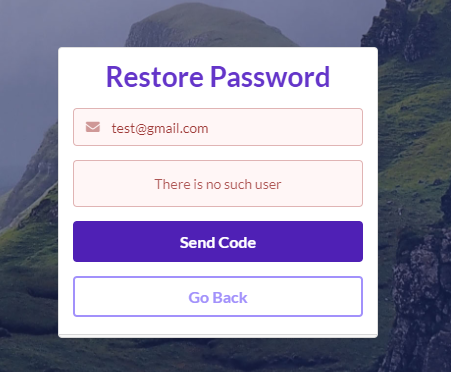 Restore Password
test@gmail.com
There is no such user
Send Code
Go Back